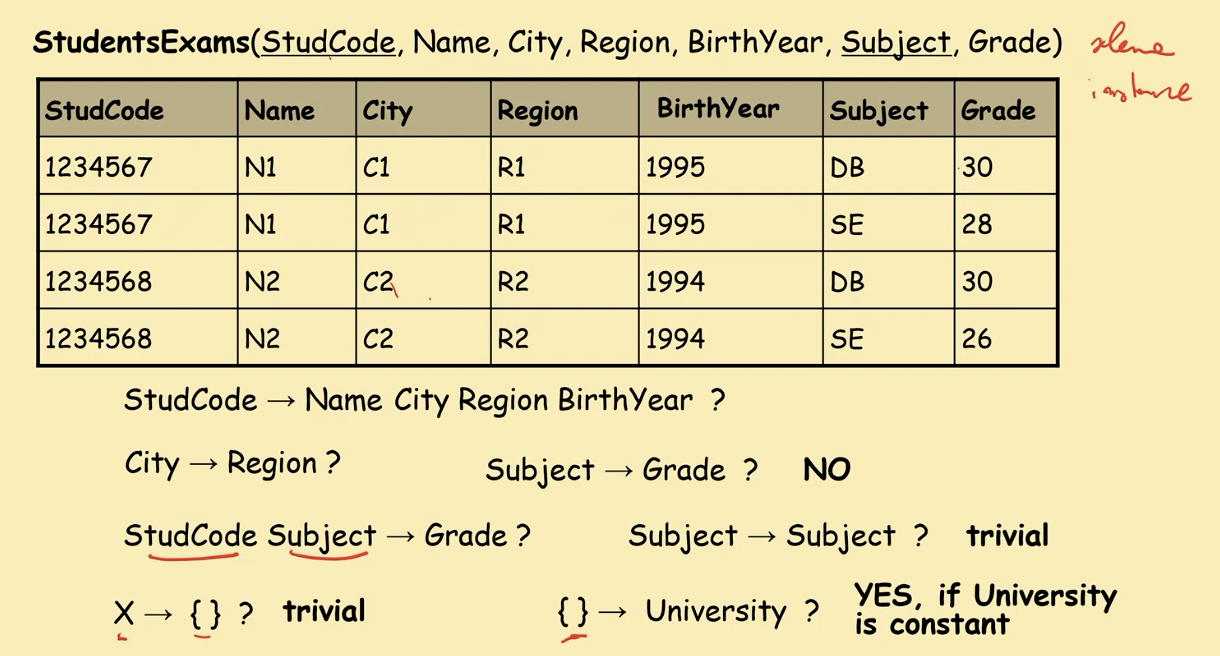 StudentsExams(StudCode, Name, City, Region, BirthYear, Subject, Grade)
StudCode Name City Region BirthYear Subject Grade
1234567 N1 C1 R1 1995 DB 30
1234567 N1 C1 R1 1995 SE 28
1234568 N2 C2 R2 1994 DB 30
1234568 N2 C2 R2 1994 SE 26
StudCode → Name City Region BirthYear ?
City → Region ?
Subject → Grade ? NO
StudCode Subject → Grade ?
Subject → Subject ? trivial
X → { } ? trivial
{ } → University ? YES, if University
is constant